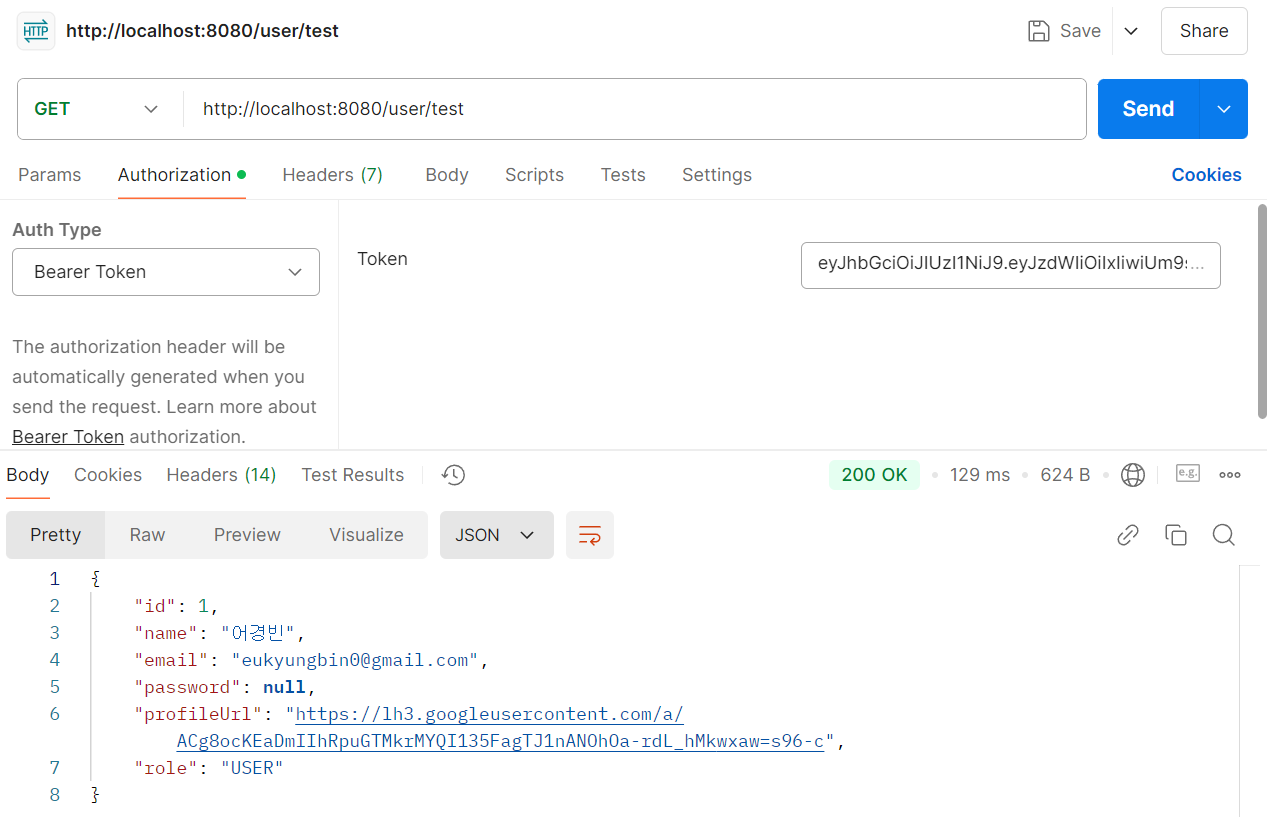 HTTP http://localhost:8080/user/test Save Share
GET http://localhost:8080/user/test Send
Params Authorization Headers (7) Body Scripts Tests Settings Cookies
Auth Type
Bearer Token
Token eyJhbGciOiJIUzI1NiJ9.eyJzdWIiOiIxIiwiUm9...
The authorization header will be
automatically generated when you
send the request. Learn more about
Bearer Token authorization.
Body Cookies Headers (14) Test Results 200 OK 129 ms 624 B e.g.
Pretty Raw Preview Visualize JSON
1 {
2 "id": 1,
3 "name": "어경빈",
4 "email": "eukyungbin0@gmail.com",
5 "password": null,
6 "profileUrl": "https://lh3.googleusercontent.com/a/
ACg8ocKEaDmIIhRpuGTMkrMYQI135FagTJ1nANOhOa-rdL_hMkwxaw=s96-c",
7 "role": "USER"
8 }